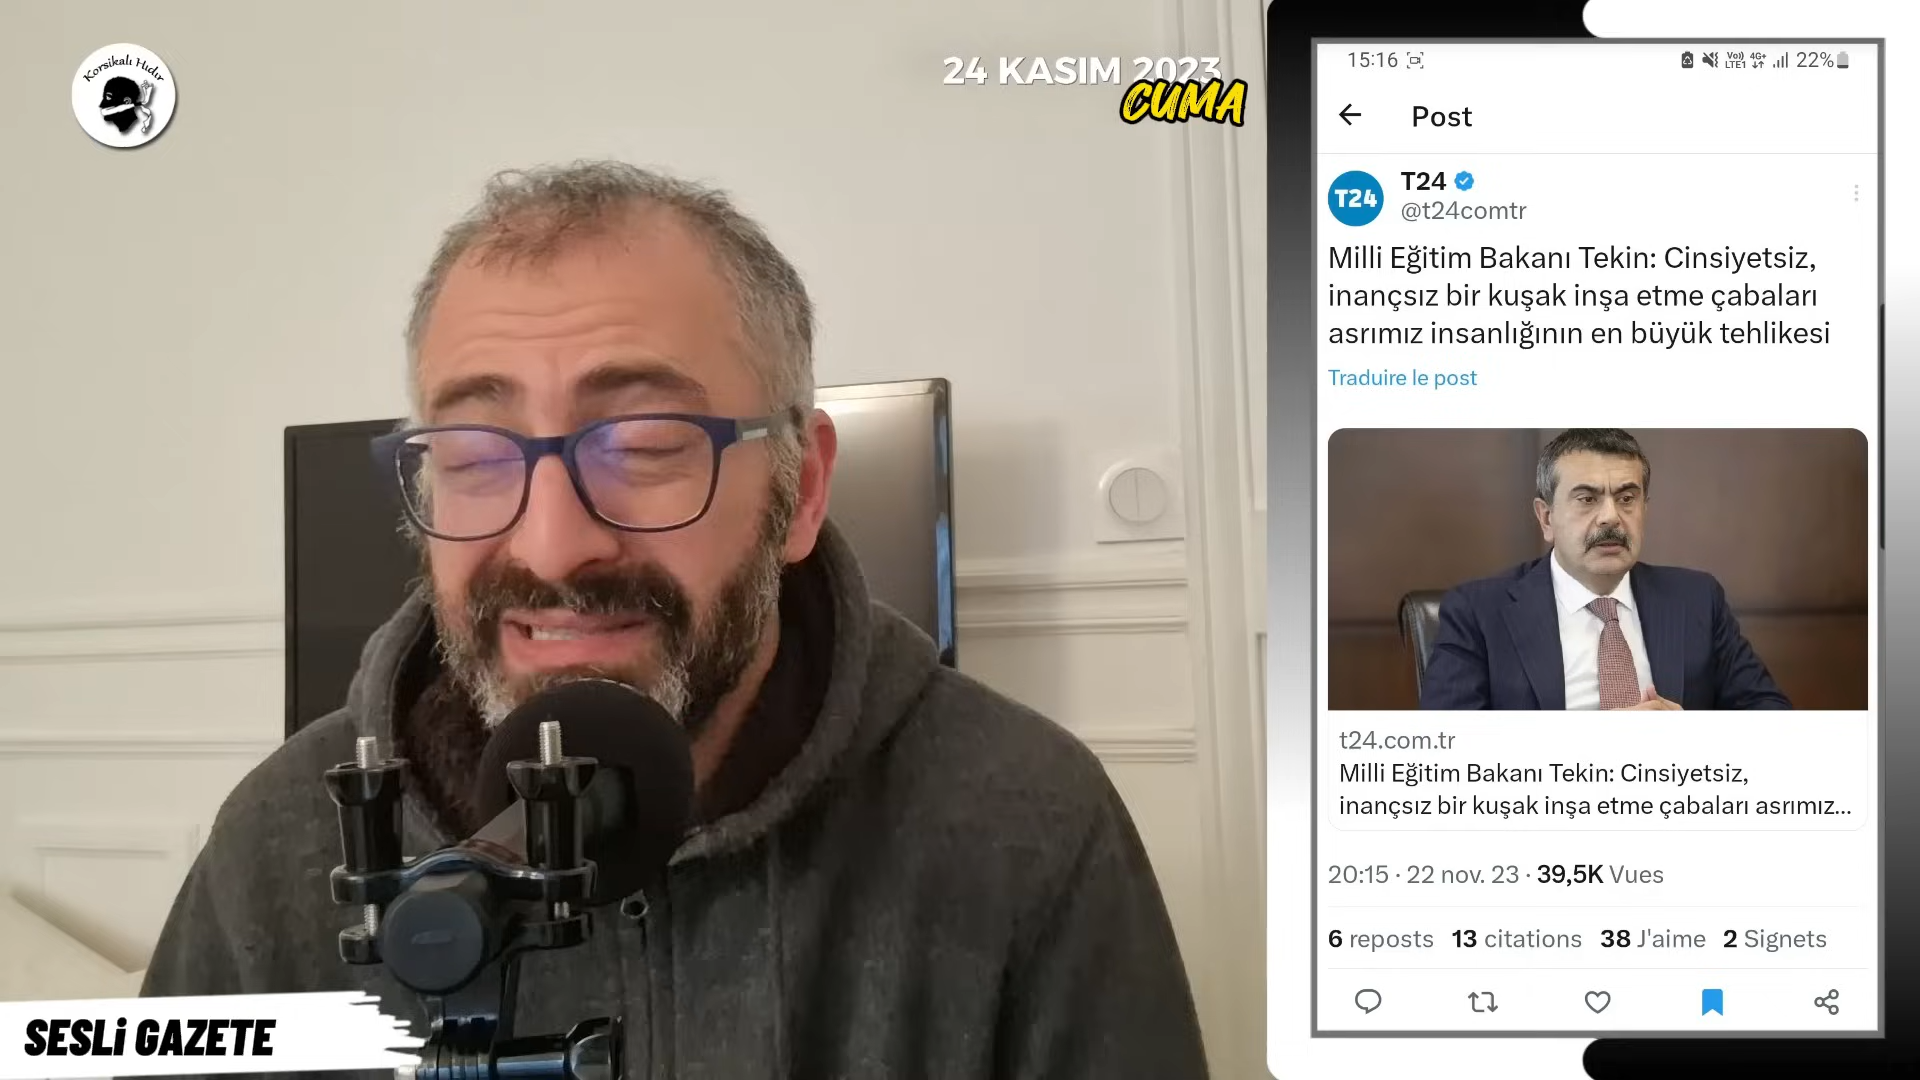 Korsikalı Hıdır
24 KASIM 2023
CUMA
SESLİ GAZETE
15:16
Vo))
LTE1
4G+
22%
Post
T24
T24
@t24comtr
Milli Eğitim Bakanı Tekin: Cinsiyetsiz,
inançsız bir kuşak inşa etme çabaları
asrımız insanlığının en büyük tehlikesi
Traduire le post
t24.com.tr
Milli Eğitim Bakanı Tekin: Cinsiyetsiz,
inançsız bir kuşak inşa etme çabaları asrımız...
20:15 · 22 nov. 23 · 39,5K Vues
6 reposts 13 citations 38 J'aime 2 Signets